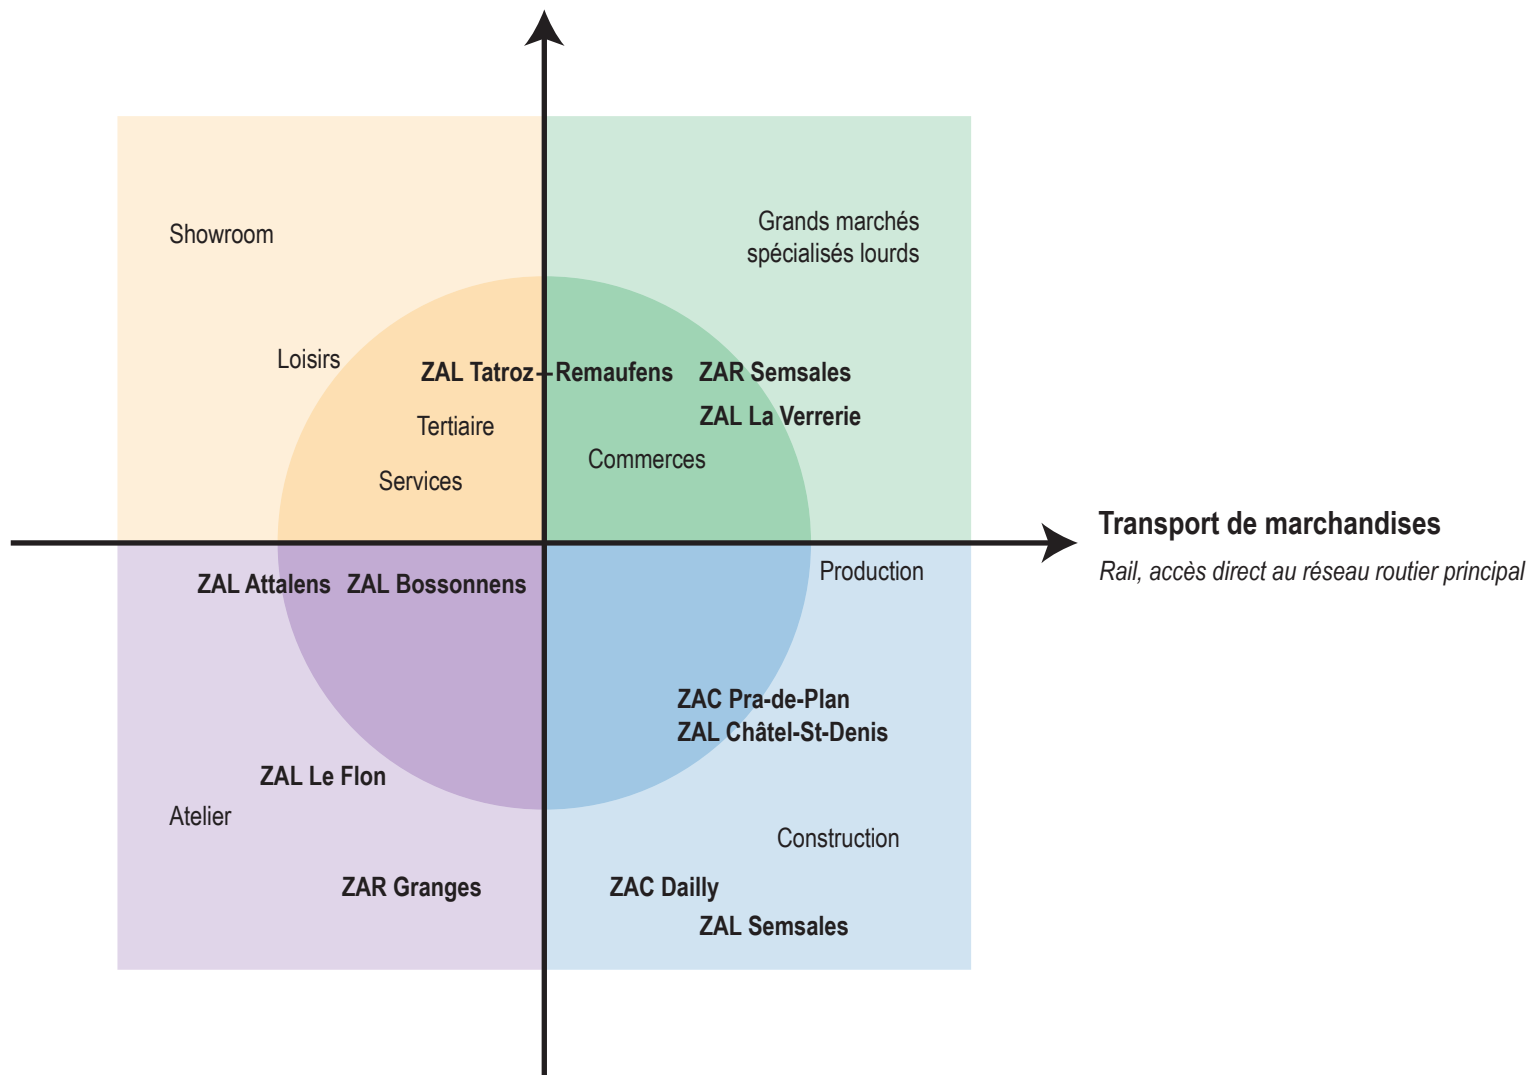 Showroom
Grands marchés
spécialisés lourds
Loisirs
ZAL Tatroz – Remaufens
ZAR Semsales
ZAL La Verrerie
Tertiaire
Commerces
Services
Transport de marchandises
Rail, accès direct au réseau routier principal
Production
ZAL Attalens
ZAL Bossonnens
ZAC Pra-de-Plan
ZAL Châtel-St-Denis
ZAL Le Flon
Atelier
Construction
ZAR Granges
ZAC Dailly
ZAL Semsales